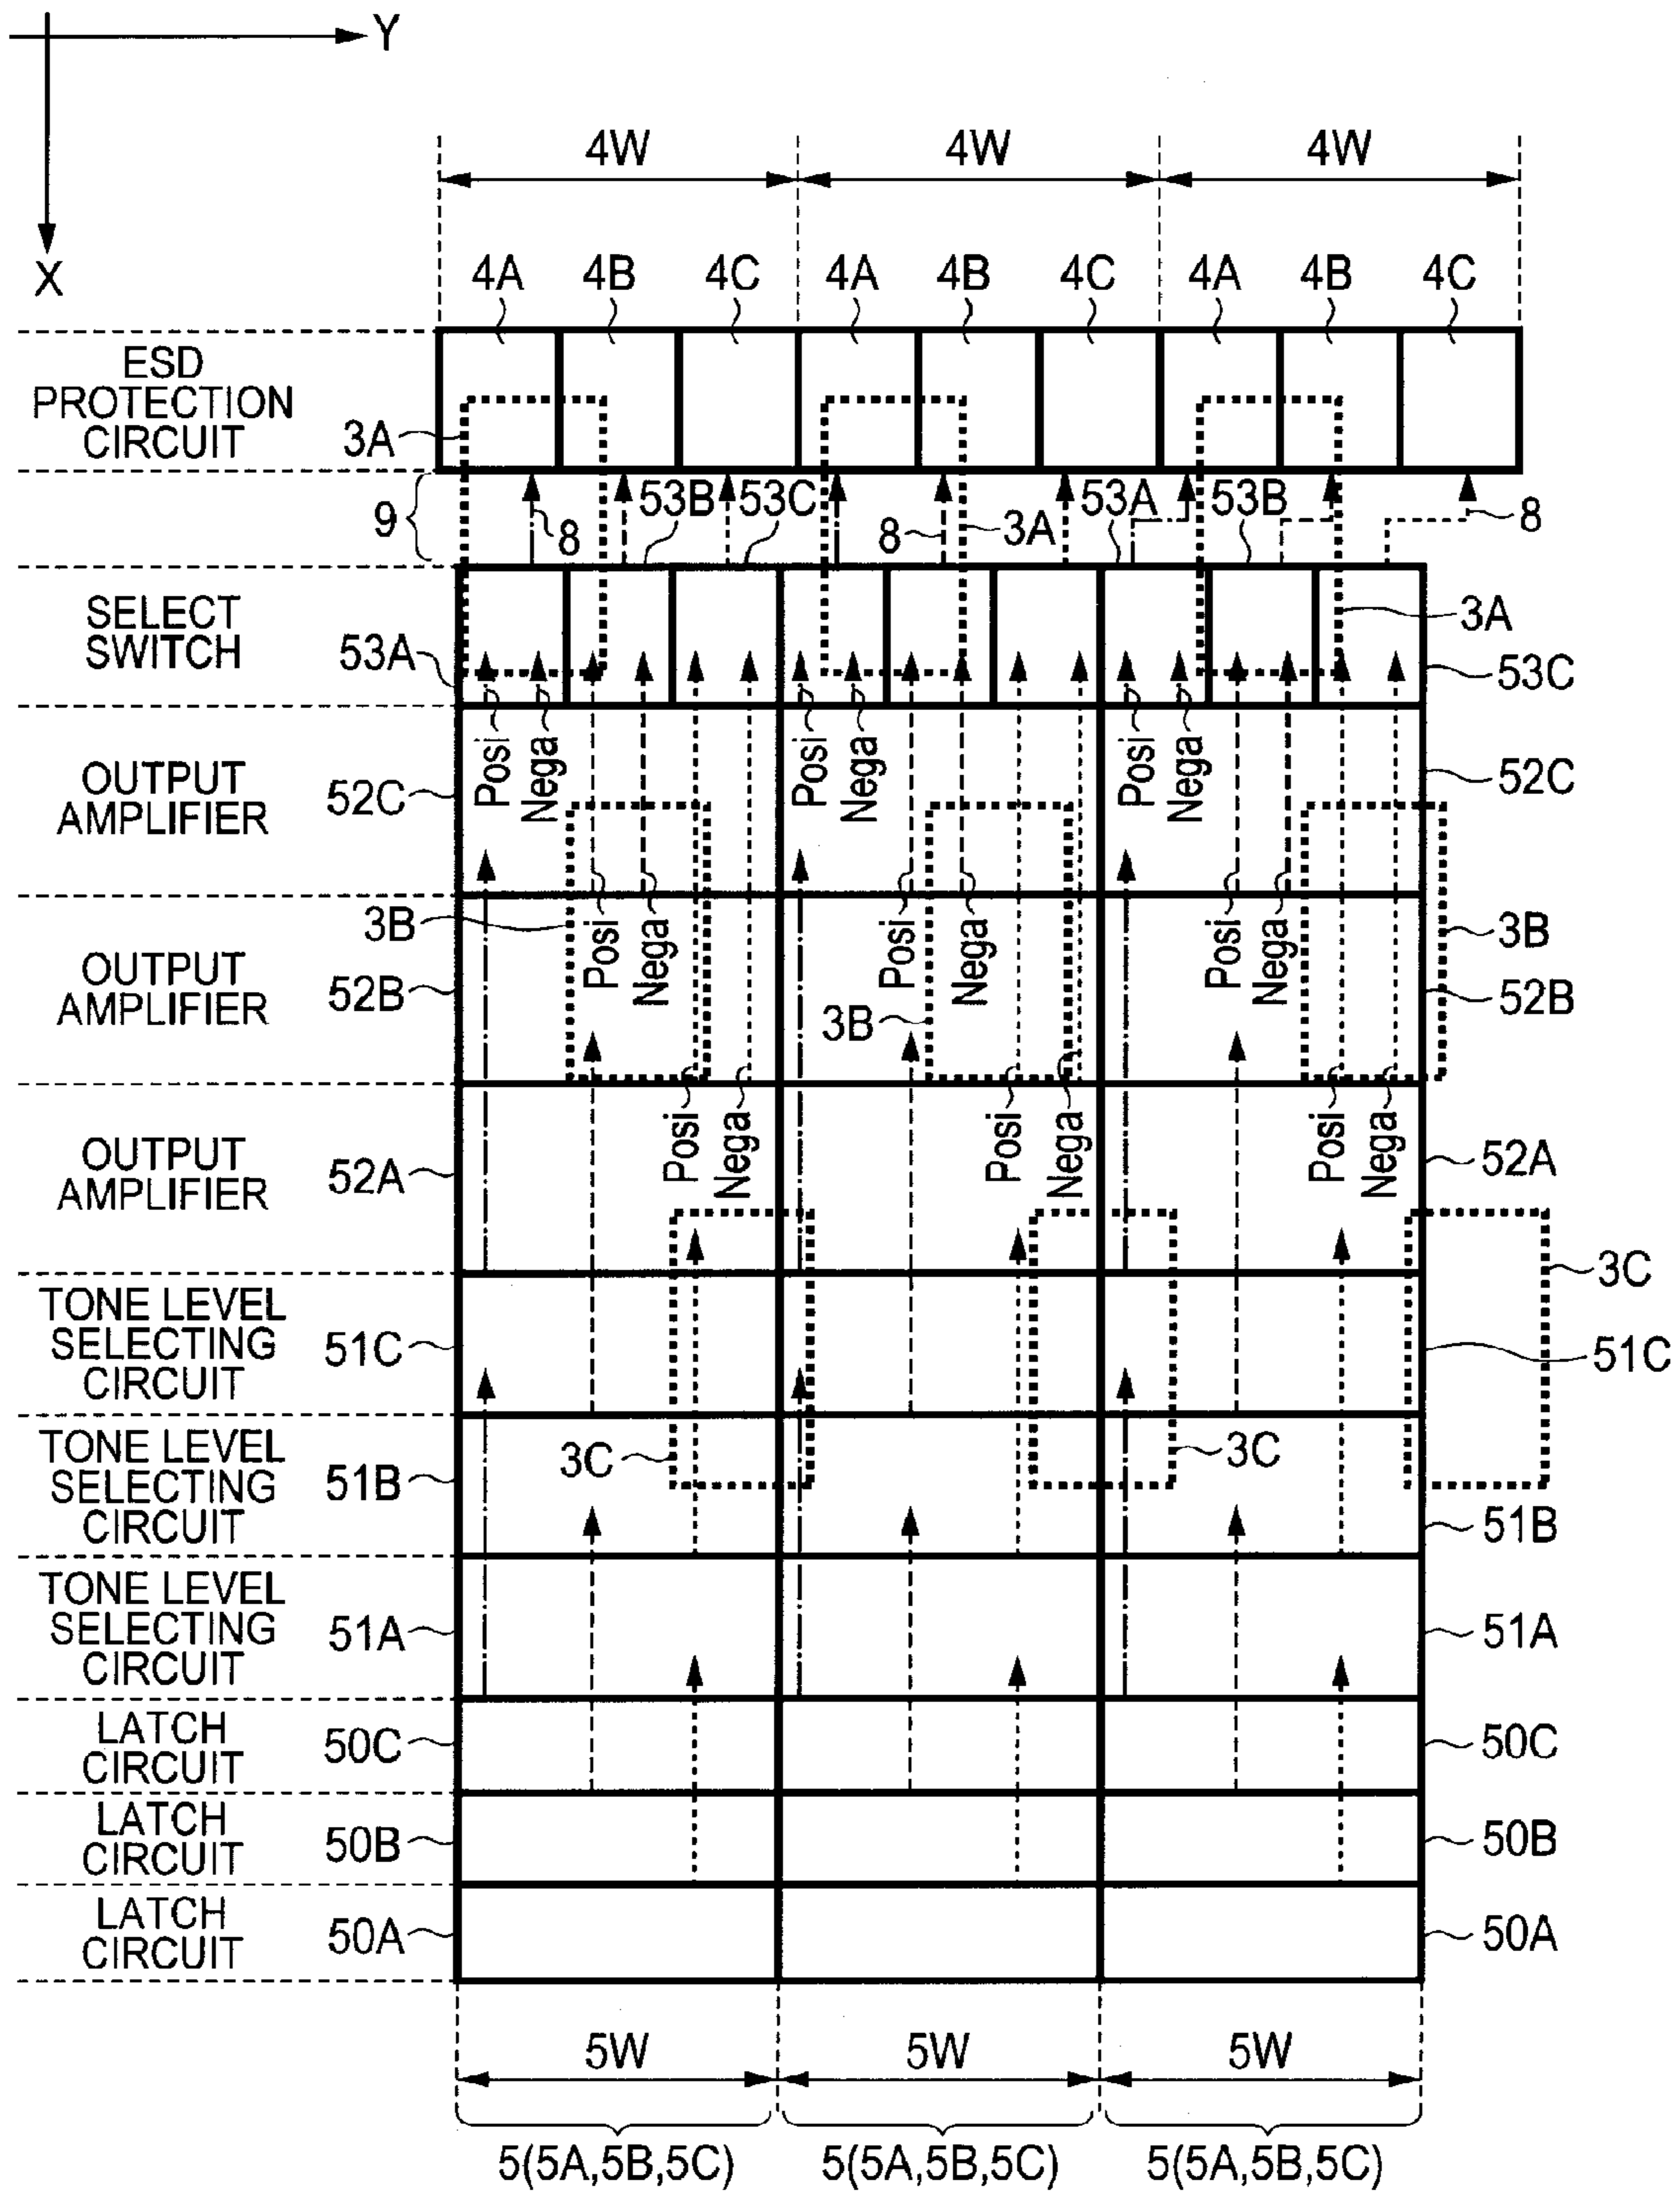 Y
X
4W 4W 4W
4A 4B 4C 4A 4B 4C 4A 4B 4C
ESD
PROTECTION
CIRCUIT
3A
9
8 53B 53C 8 3A 53A 53B 8
SELECT
SWITCH
53A
3A
53C
Posi Nega Posi Nega Posi Nega
OUTPUT
AMPLIFIER
52C 52C
3B 3B
Posi Nega Posi Nega Posi Nega
OUTPUT
AMPLIFIER
52B 3B 52B
Posi Nega Posi Nega Posi Nega
OUTPUT
AMPLIFIER
52A 52A
3C
TONE LEVEL
SELECTING
CIRCUIT
51C 51C
TONE LEVEL
SELECTING
CIRCUIT
51B 3C 3C 51B
TONE LEVEL
SELECTING
CIRCUIT
51A 51A
LATCH
CIRCUIT
50C 50C
LATCH
CIRCUIT
50B 50B
LATCH
CIRCUIT
50A 50A
5W 5W 5W
5(5A,5B,5C) 5(5A,5B,5C) 5(5A,5B,5C)